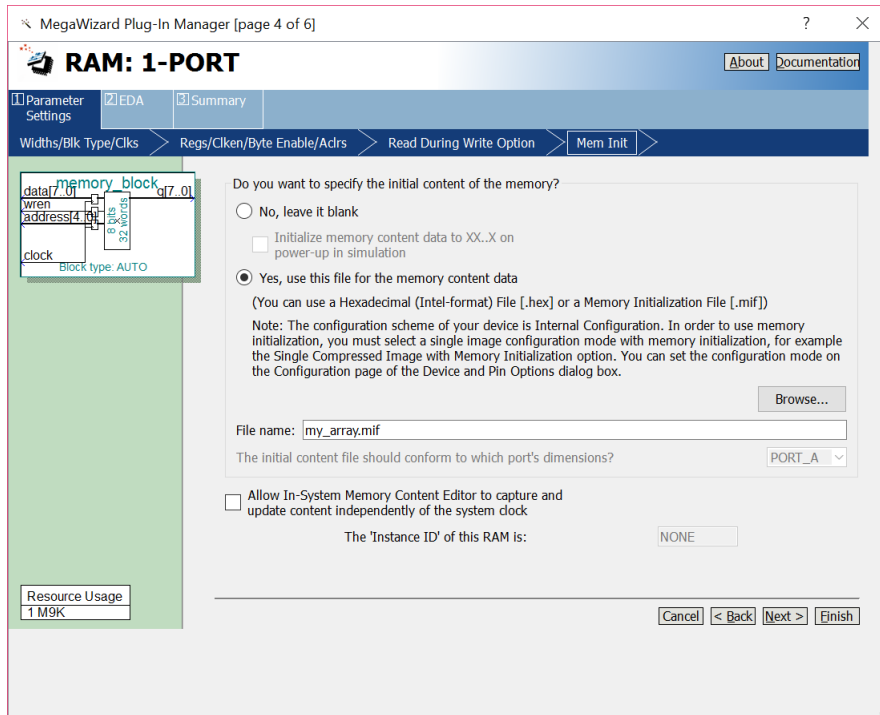 MegaWizard Plug-In Manager [page 4 of 6]
?
RAM: 1-PORT
About
Documentation
1 Parameter Settings
2 EDA
3 Summary
Widths/Blk Type/Clks
Regs/Clken/Byte Enable/Aclrs
Read During Write Option
Mem Init
memory_block
data[7..0]
q[7..0]
wren
address[4..0]
8 bits
x
32 words
clock
Block type: AUTO
Do you want to specify the initial content of the memory?
No, leave it blank
Initialize memory content data to XX..X on
power-up in simulation
Yes, use this file for the memory content data
(You can use a Hexadecimal (Intel-format) File [.hex] or a Memory Initialization File [.mif])
Note: The configuration scheme of your device is Internal Configuration. In order to use memory
initialization, you must select a single image configuration mode with memory initialization, for example
the Single Compressed Image with Memory Initialization option. You can set the configuration mode on
the Configuration page of the Device and Pin Options dialog box.
Browse...
File name: my_array.mif
The initial content file should conform to which port's dimensions?
PORT_A
Allow In-System Memory Content Editor to capture and
update content independently of the system clock
The 'Instance ID' of this RAM is:
NONE
Resource Usage
1 M9K
Cancel
< Back
Next >
Finish